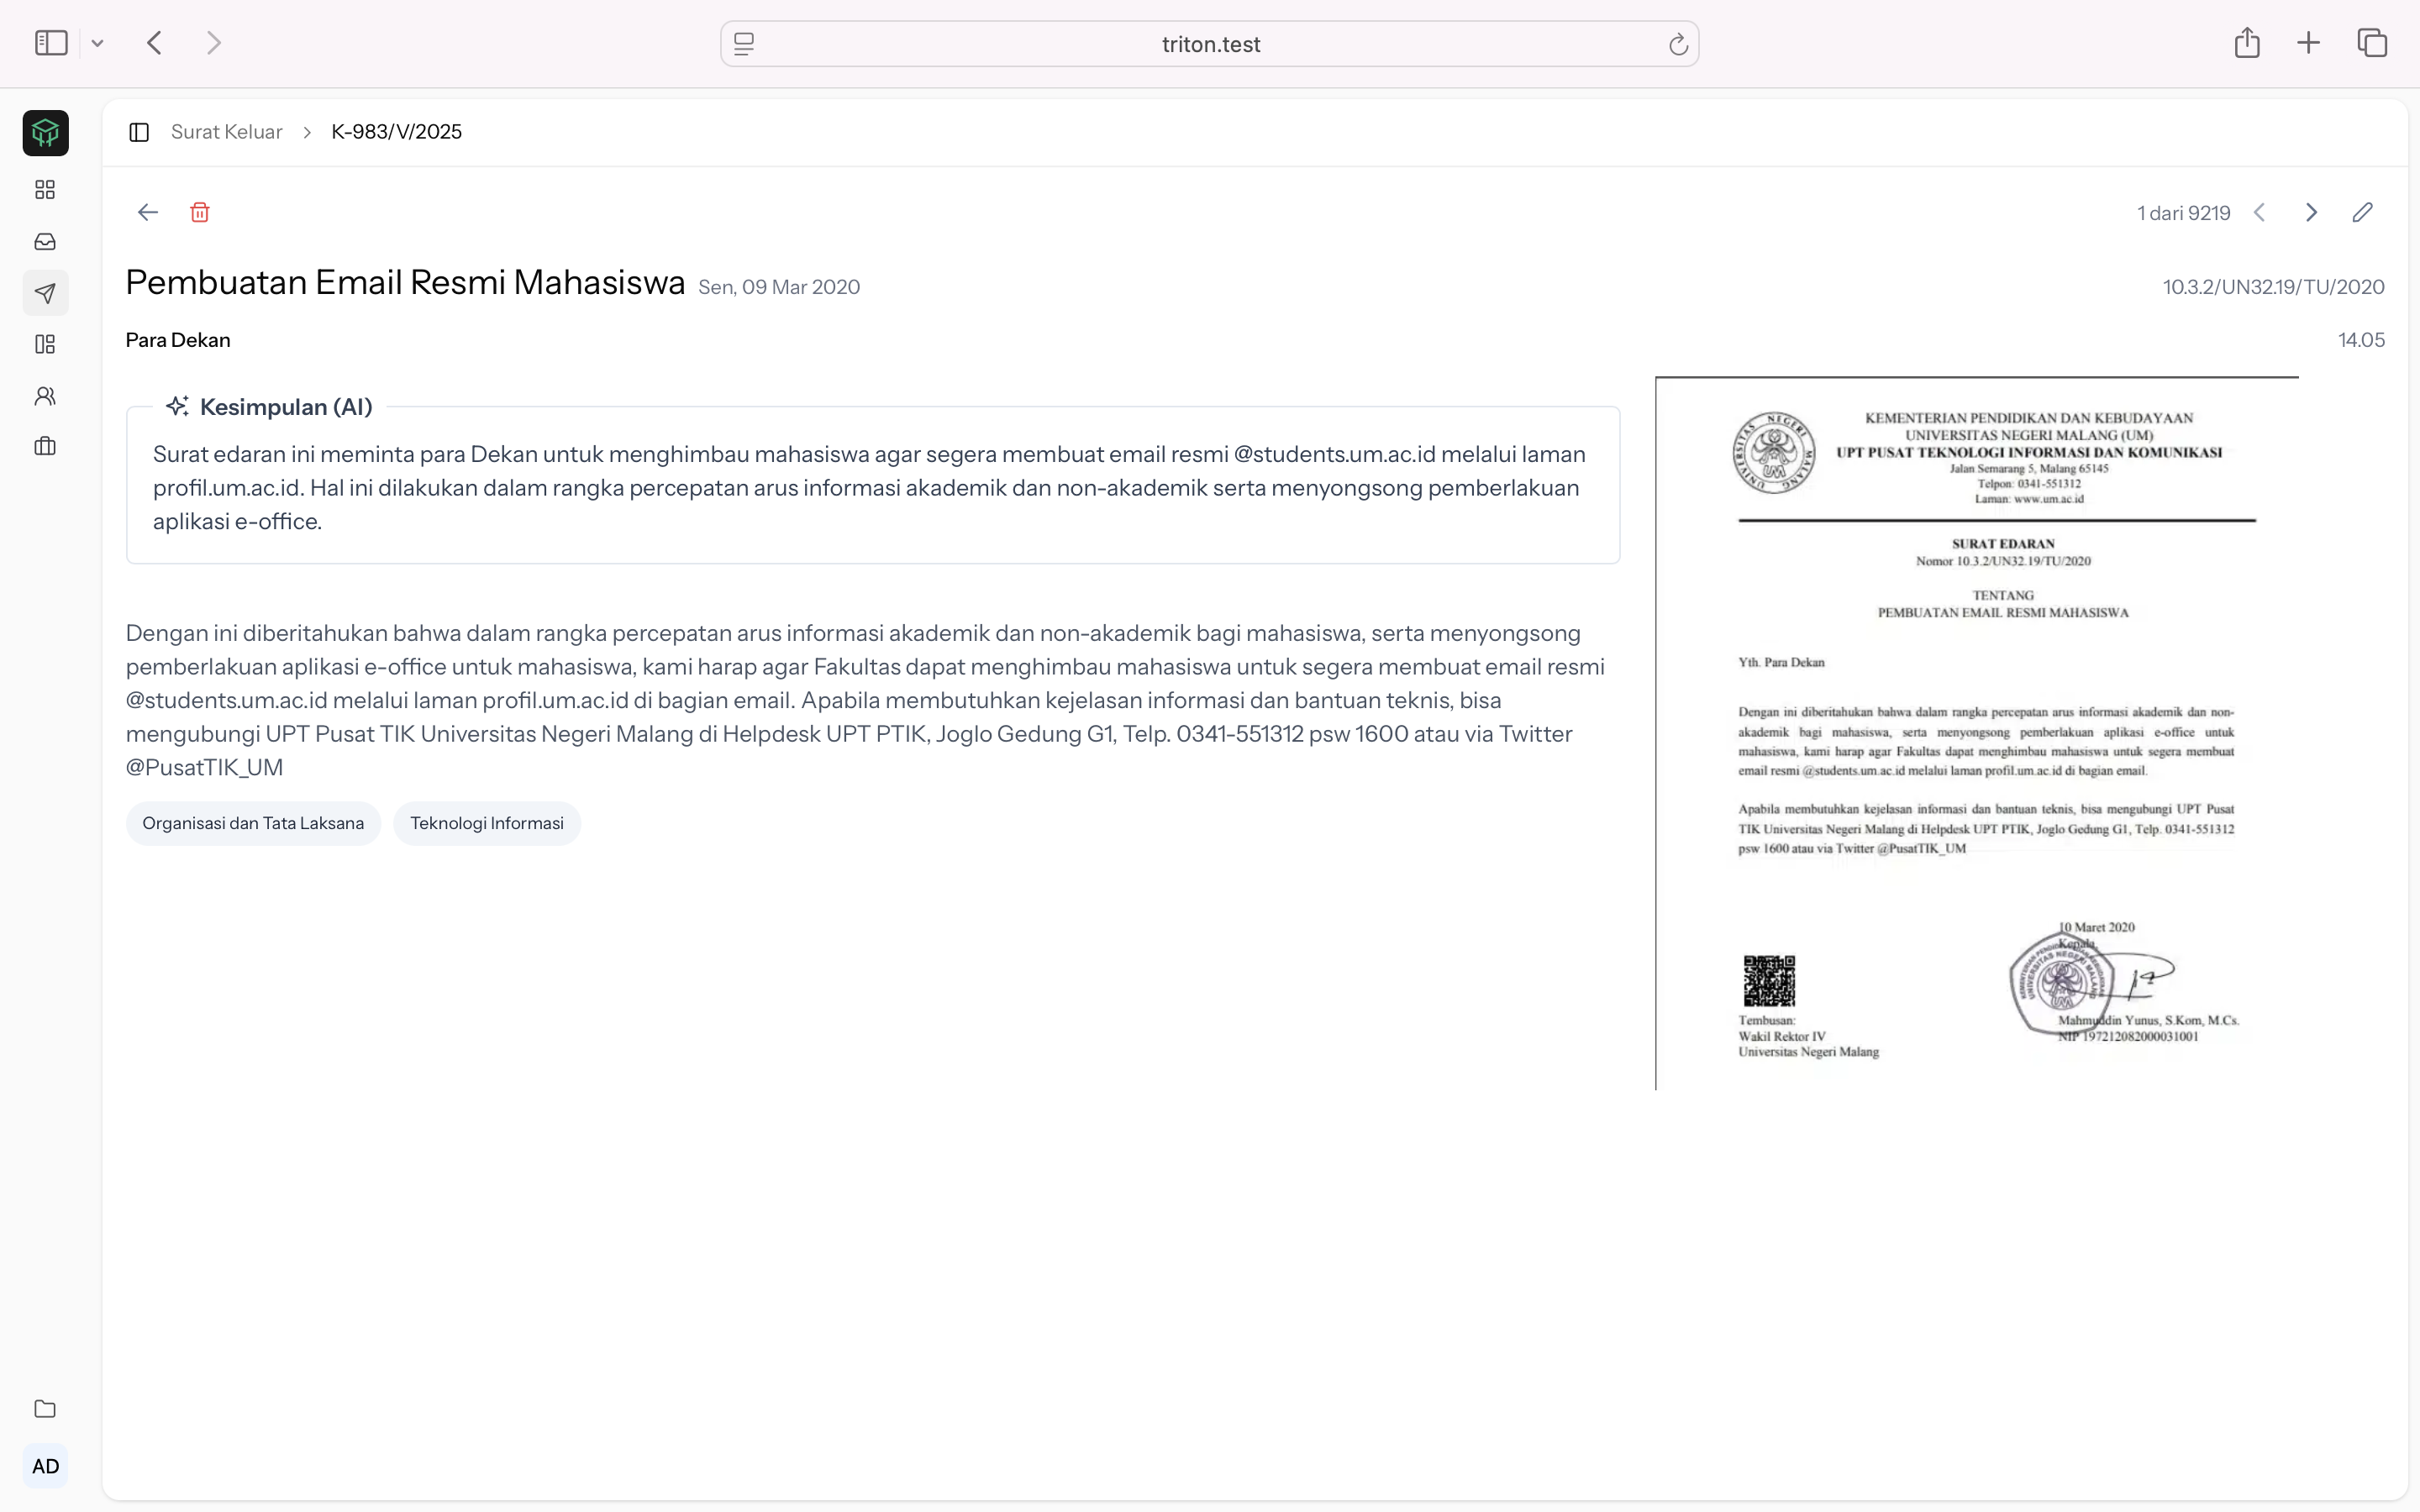 triton.test
Surat Keluar > K-983/V/2025
1 dari 9219
Pembuatan Email Resmi Mahasiswa Sen, 09 Mar 2020
10.3.2/UN32.19/TU/2020
Para Dekan
14.05
Kesimpulan (AI)
Surat edaran ini meminta para Dekan untuk menghimbau mahasiswa agar segera membuat email resmi @students.um.ac.id melalui laman
profil.um.ac.id. Hal ini dilakukan dalam rangka percepatan arus informasi akademik dan non-akademik serta menyongsong pemberlakuan
aplikasi e-office.
Dengan ini diberitahukan bahwa dalam rangka percepatan arus informasi akademik dan non-akademik bagi mahasiswa, serta menyongsong
pemberlakuan aplikasi e-office untuk mahasiswa, kami harap agar Fakultas dapat menghimbau mahasiswa untuk segera membuat email resmi
@students.um.ac.id melalui laman profil.um.ac.id di bagian email. Apabila membutuhkan kejelasan informasi dan bantuan teknis, bisa
mengubungi UPT Pusat TIK Universitas Negeri Malang di Helpdesk UPT PTIK, Joglo Gedung G1, Telp. 0341-551312 psw 1600 atau via Twitter
@PusatTIK_UM
Organisasi dan Tata Laksana
Teknologi Informasi
AD
KEMENTERIAN PENDIDIKAN DAN KEBUDAYAAN
UNIVERSITAS NEGERI MALANG (UM)
UPT PUSAT TEKNOLOGI INFORMASI DAN KOMUNIKASI
Jalan Semarang 5, Malang 65145
Telpon: 0341-551312
Laman: www.um.ac.id
UNIVERSITAS NEGERI MALANG
UM
SURAT EDARAN
Nomor 10.3.2/UN32.19/TU/2020
TENTANG
PEMBUATAN EMAIL RESMI MAHASISWA
Yth. Para Dekan
Dengan ini diberitahukan bahwa dalam rangka percepatan arus informasi akademik dan non-
akademik bagi mahasiswa, serta menyongsong pemberlakuan aplikasi e-office untuk
mahasiswa, kami harap agar Fakultas dapat menghimbau mahasiswa untuk segera membuat
email resmi @students.um.ac.id melalui laman profil.um.ac.id di bagian email.
Apabila membutuhkan kejelasan informasi dan bantuan teknis, bisa mengubungi UPT Pusat
TIK Universitas Negeri Malang di Helpdesk UPT PTIK, Joglo Gedung G1, Telp. 0341-551312
psw 1600 atau via Twitter @PusatTIK_UM
10 Maret 2020
Kepala,
UNIVERSITAS NEGERI MALANG
UM
Mahmuddin Yunus, S.Kom, M.Cs.
NIP 197212082000031001
Tembusan:
Wakil Rektor IV
Universitas Negeri Malang